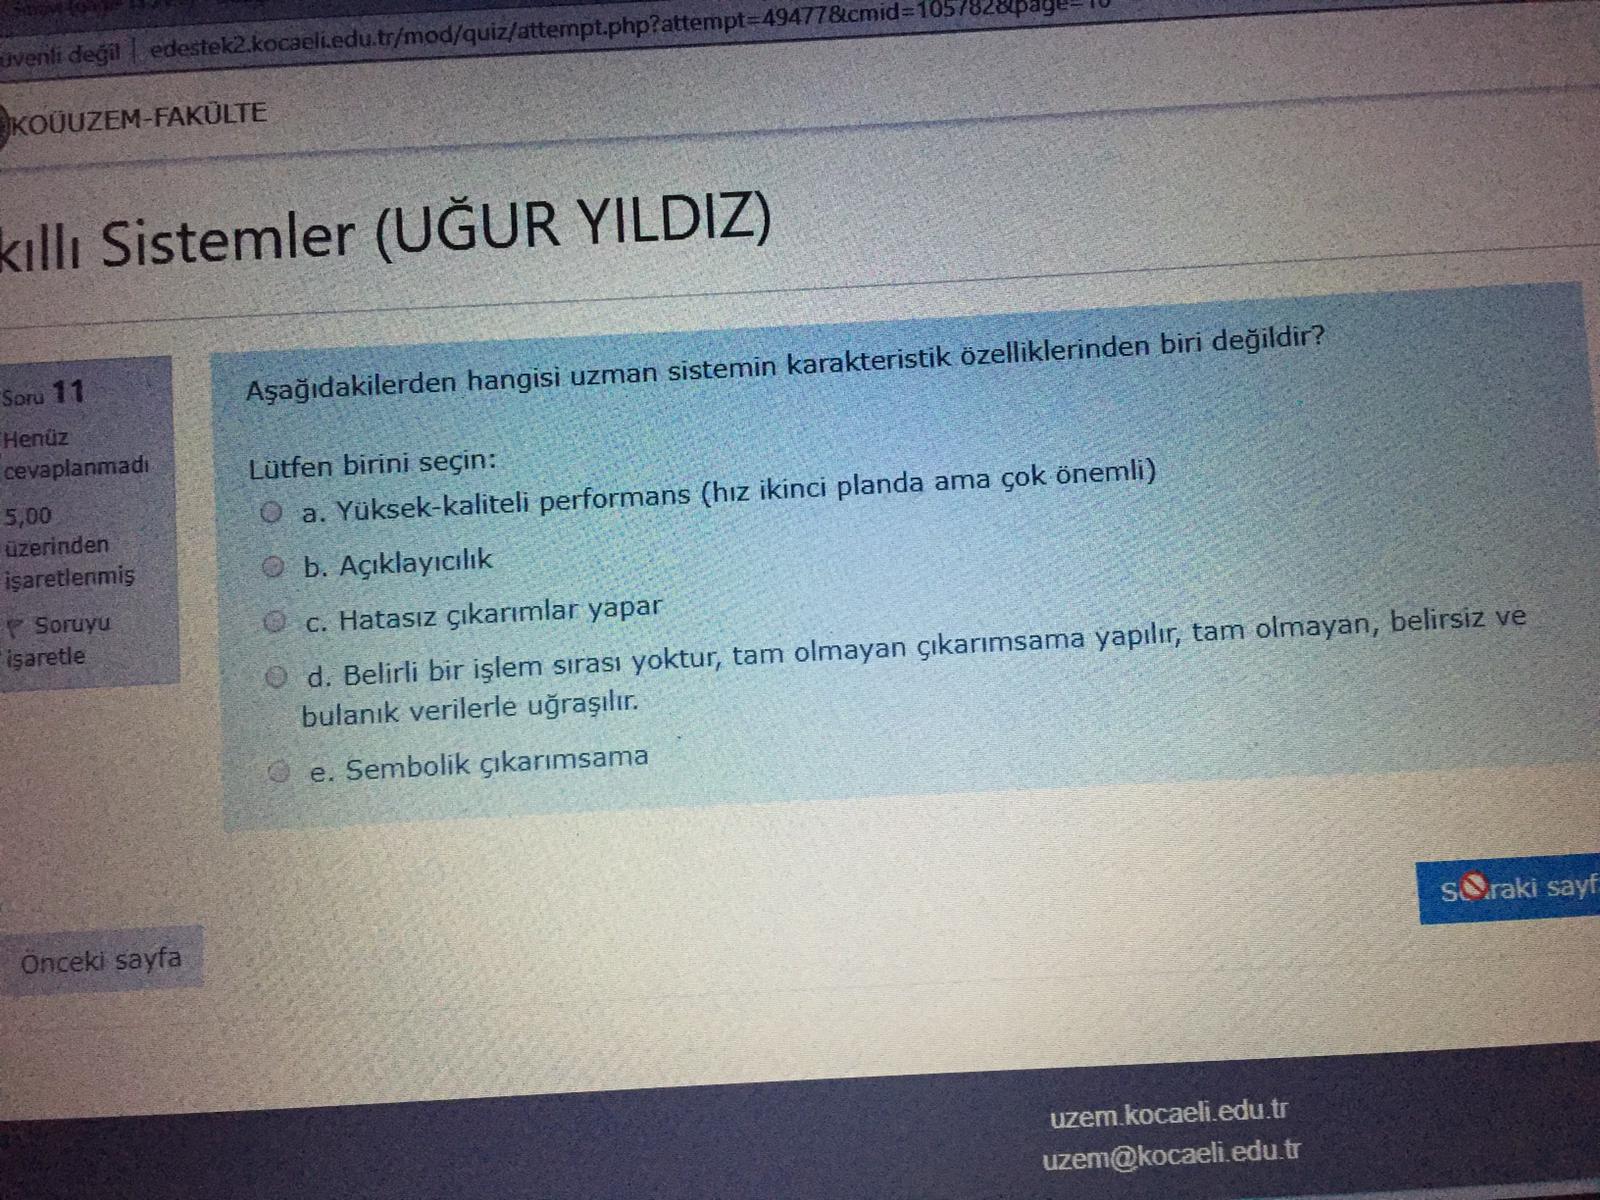 üvenli değil | edestek2.kocaeli.edu.tr/mod/quiz/attempt.php?attempt=49477&cmid=1057828&page=10
KOÜUZEM-FAKÜLTE
kıllı Sistemler (UĞUR YILDIZ)
Soru 11
Henüz
cevaplanmadı
5,00
üzerinden
işaretlenmiş
Soruyu
işaretle
Aşağıdakilerden hangisi uzman sistemin karakteristik özelliklerinden biri değildir?
Lütfen birini seçin:
a. Yüksek-kaliteli performans (hız ikinci planda ama çok önemli)
b. Açıklayıcılık
c. Hatasız çıkarımlar yapar
d. Belirli bir işlem sırası yoktur, tam olmayan çıkarımsama yapılır, tam olmayan, belirsiz ve
bulanık verilerle uğraşılır.
e. Sembolik çıkarımsama
Önceki sayfa
Sonraki sayf
uzem.kocaeli.edu.tr
uzem@kocaeli.edu.tr